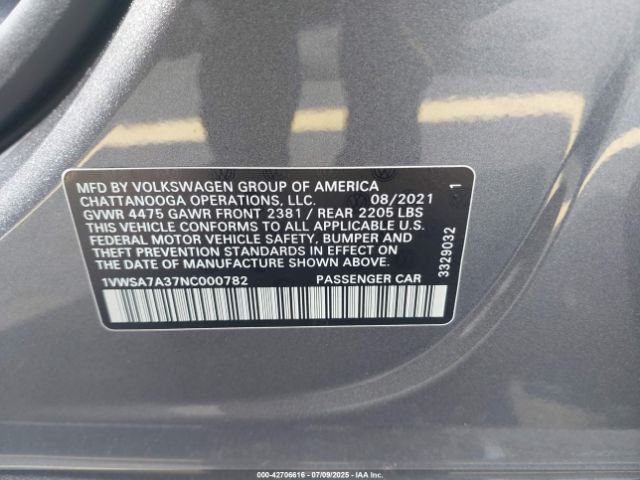 MFD BY VOLKSWAGEN GROUP OF AMERICA
CHATTANOOGA OPERATIONS, LLC. 08/2021
GVWR 4475 GAWR FRONT 2381 / REAR 2205 LBS
THIS VEHICLE CONFORMS TO ALL APPLICABLE U.S.
FEDERAL MOTOR VEHICLE SAFETY, BUMPER AND
THEFT PREVENTION STANDARDS IN EFFECT ON THE
DATE OF MANUFACTURE SHOWN ABOVE
1VWSA7A37NC000782 PASSENGER CAR
3329032 1
000-42706616 | 07/09/2025 | IAA Inc.